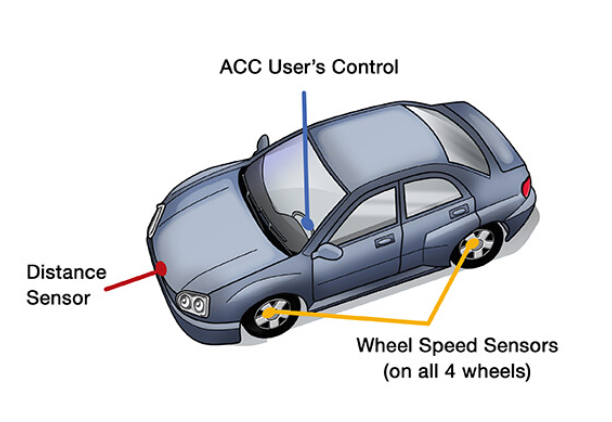 ACC User's Control
Distance
Sensor
Wheel Speed Sensors
(on all 4 wheels)